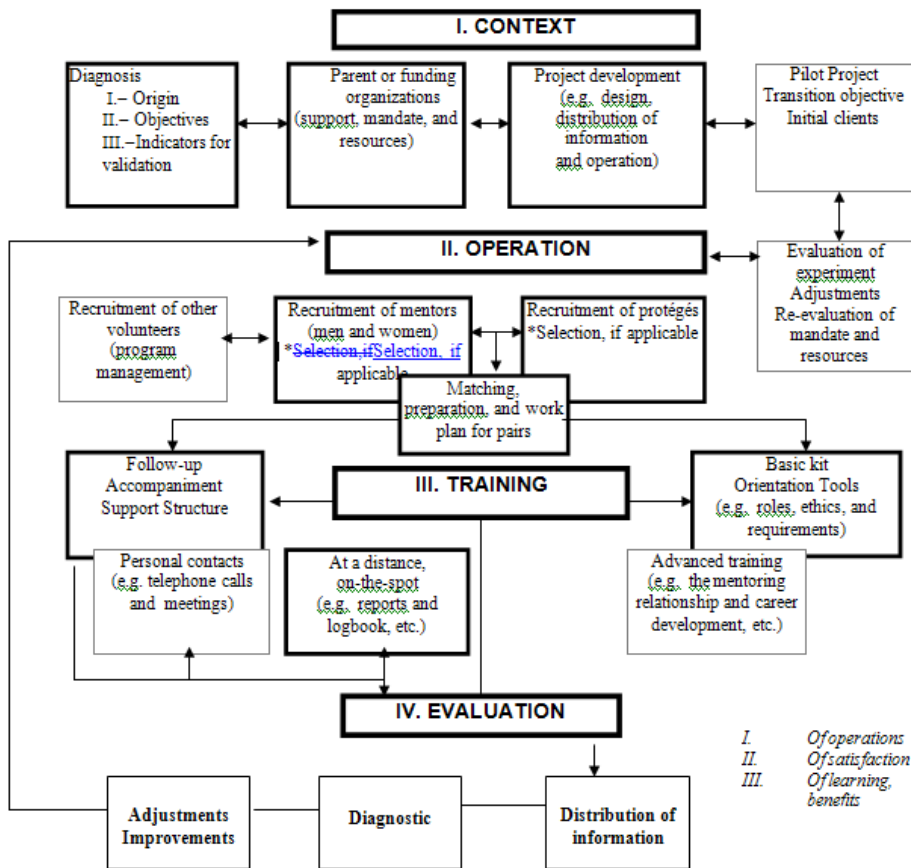 I. CONTEXT
Diagnosis
I.– Origin
II.– Objectives
III.–Indicators for
validation
Parent or funding
organizations
(support, mandate, and
resources)
Project development
(e.g., design,
distribution of
information
and operation)
Pilot Project
Transition objective
Initial clients
II. OPERATION
Evaluation of
experiment
Adjustments
Re-evaluation of
mandate and
resources
Recruitment of other
volunteers
(program
management)
Recruitment of mentors
(men and women)
*Selection,ifSelection, if
applicable
Recruitment of protégés
*Selection, if applicable
Matching,
preparation, and work
plan for pairs
Follow-up
Accompaniment
Support Structure
III. TRAINING
Basic kit
Orientation Tools
(e.g., roles, ethics, and
requirements)
Personal contacts
(e.g. telephone calls
and meetings)
At a distance,
on-the-spot
(e.g., reports and
logbook, etc.)
Advanced training
(e.g., the mentoring
relationship and career
development, etc.)
IV. EVALUATION
I. Of operations
II. Of satisfaction
III. Of learning,
benefits
Adjustments
Improvements
Diagnostic
Distribution of
information